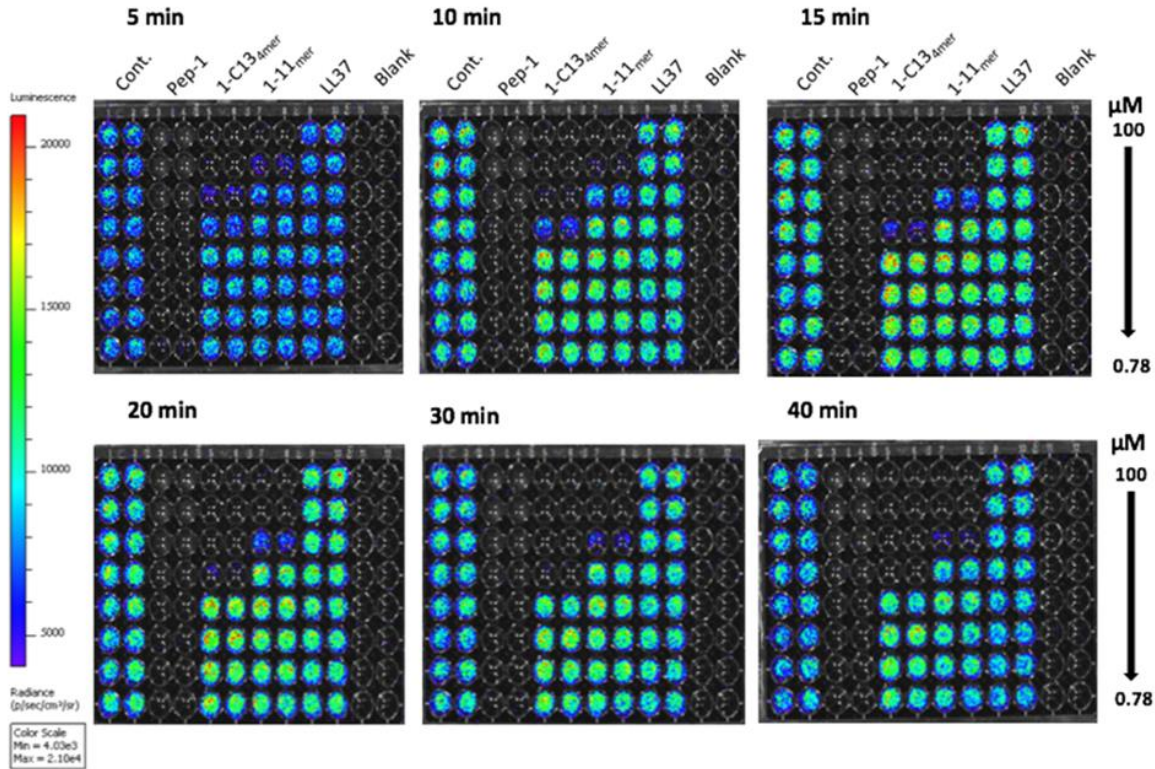 5 min
10 min
15 min
Cont.
Pep-1
1-C13₄mer
1-11mer
LL37
Blank
Cont.
Pep-1
1-C13₄mer
1-11mer
LL37
Blank
Cont.
Pep-1
1-C13₄mer
1-11mer
LL37
Blank
Luminescence
20000
15000
10000
5000
Radiance
(p/sec/cm²/sr)
Color Scale
Min = 4.03e3
Max = 2.10e4
µM
100
0.78
20 min
30 min
40 min
µM
100
0.78